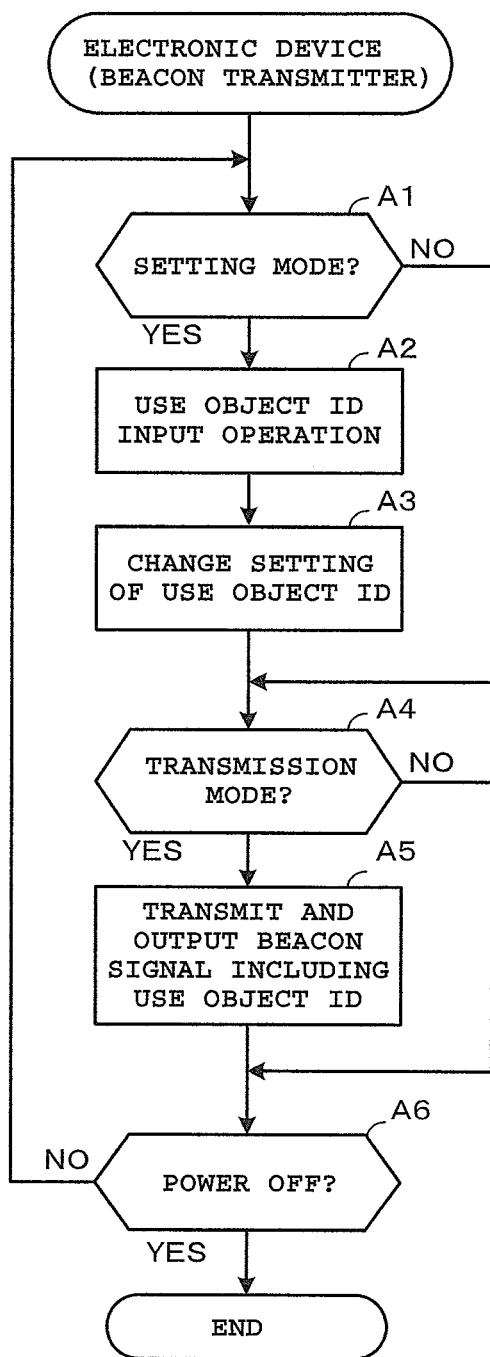 ELECTRONIC DEVICE
(BEACON TRANSMITTER)
A1
SETTING MODE?
NO
YES
A2
USE OBJECT ID
INPUT OPERATION
A3
CHANGE SETTING
OF USE OBJECT ID
A4
TRANSMISSION
MODE?
NO
YES
A5
TRANSMIT AND
OUTPUT BEACON
SIGNAL INCLUDING
USE OBJECT ID
A6
POWER OFF?
NO
YES
END